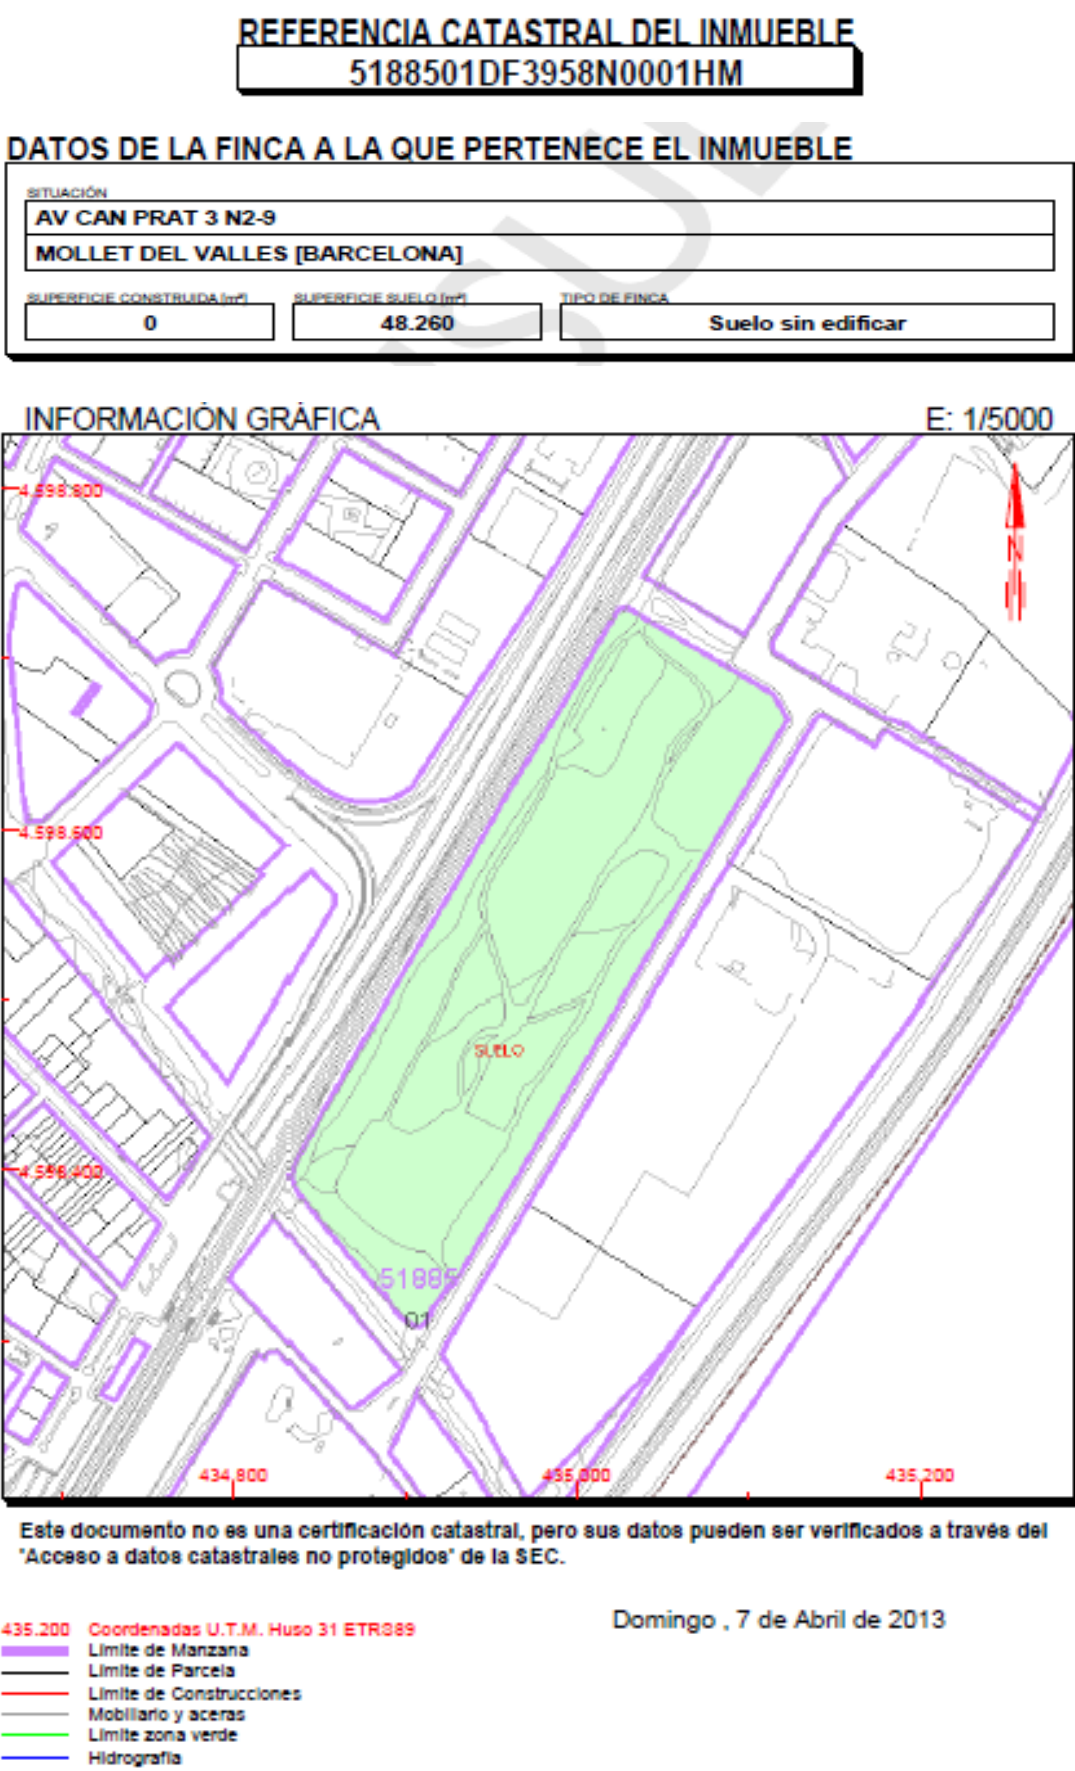 REFERENCIA CATASTRAL DEL INMUEBLE
5188501DF3958N0001HM
DATOS DE LA FINCA A LA QUE PERTENECE EL INMUEBLE
SITUACIÓN
AV CAN PRAT 3 N2-9
MOLLET DEL VALLES [BARCELONA]
SUPERFICIE CONSTRUIDA [m²] SUPERFICIE SUELO [m²] TIPO DE FINCA
0 48.260 Suelo sin edificar
INFORMACIÓN GRÁFICA E: 1/5000
4.598.800
N
4.598.600
SUELO
4.598.400
51885
01
434.800 435.000 435.200
Este documento no es una certificación catastral, pero sus datos pueden ser verificados a través del
"Acceso a datos catastrales no protegidos" de la SEC.
Domingo , 7 de Abril de 2013
435.200 Coordenadas U.T.M. Huso 31 ETRS89
Límite de Manzana
Límite de Parcela
Límite de Construcciones
Mobiliario y aceras
Límite zona verde
Hidrografía